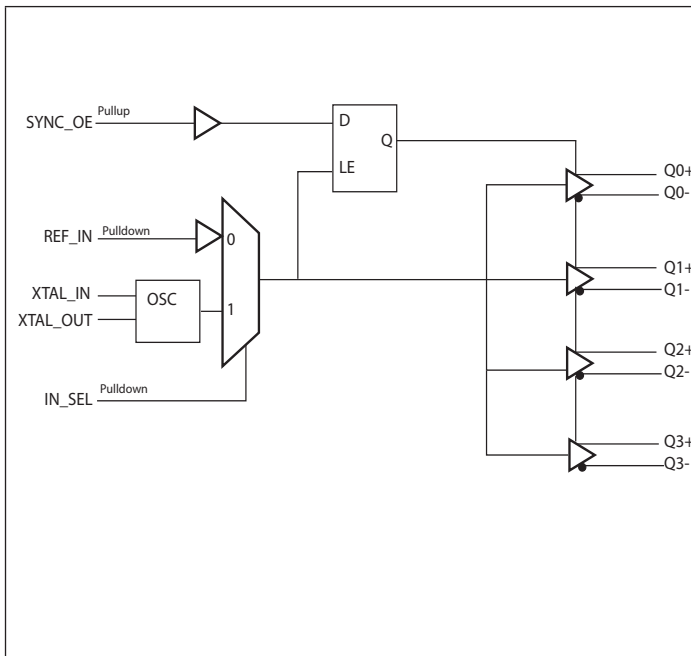 SYNC_OE
Pullup
D
Q
LE
Q0+
Q0-
REF_IN
Pulldown
0
XTAL_IN
XTAL_OUT
OSC
1
Q1+
Q1-
IN_SEL
Pulldown
Q2+
Q2-
Q3+
Q3-